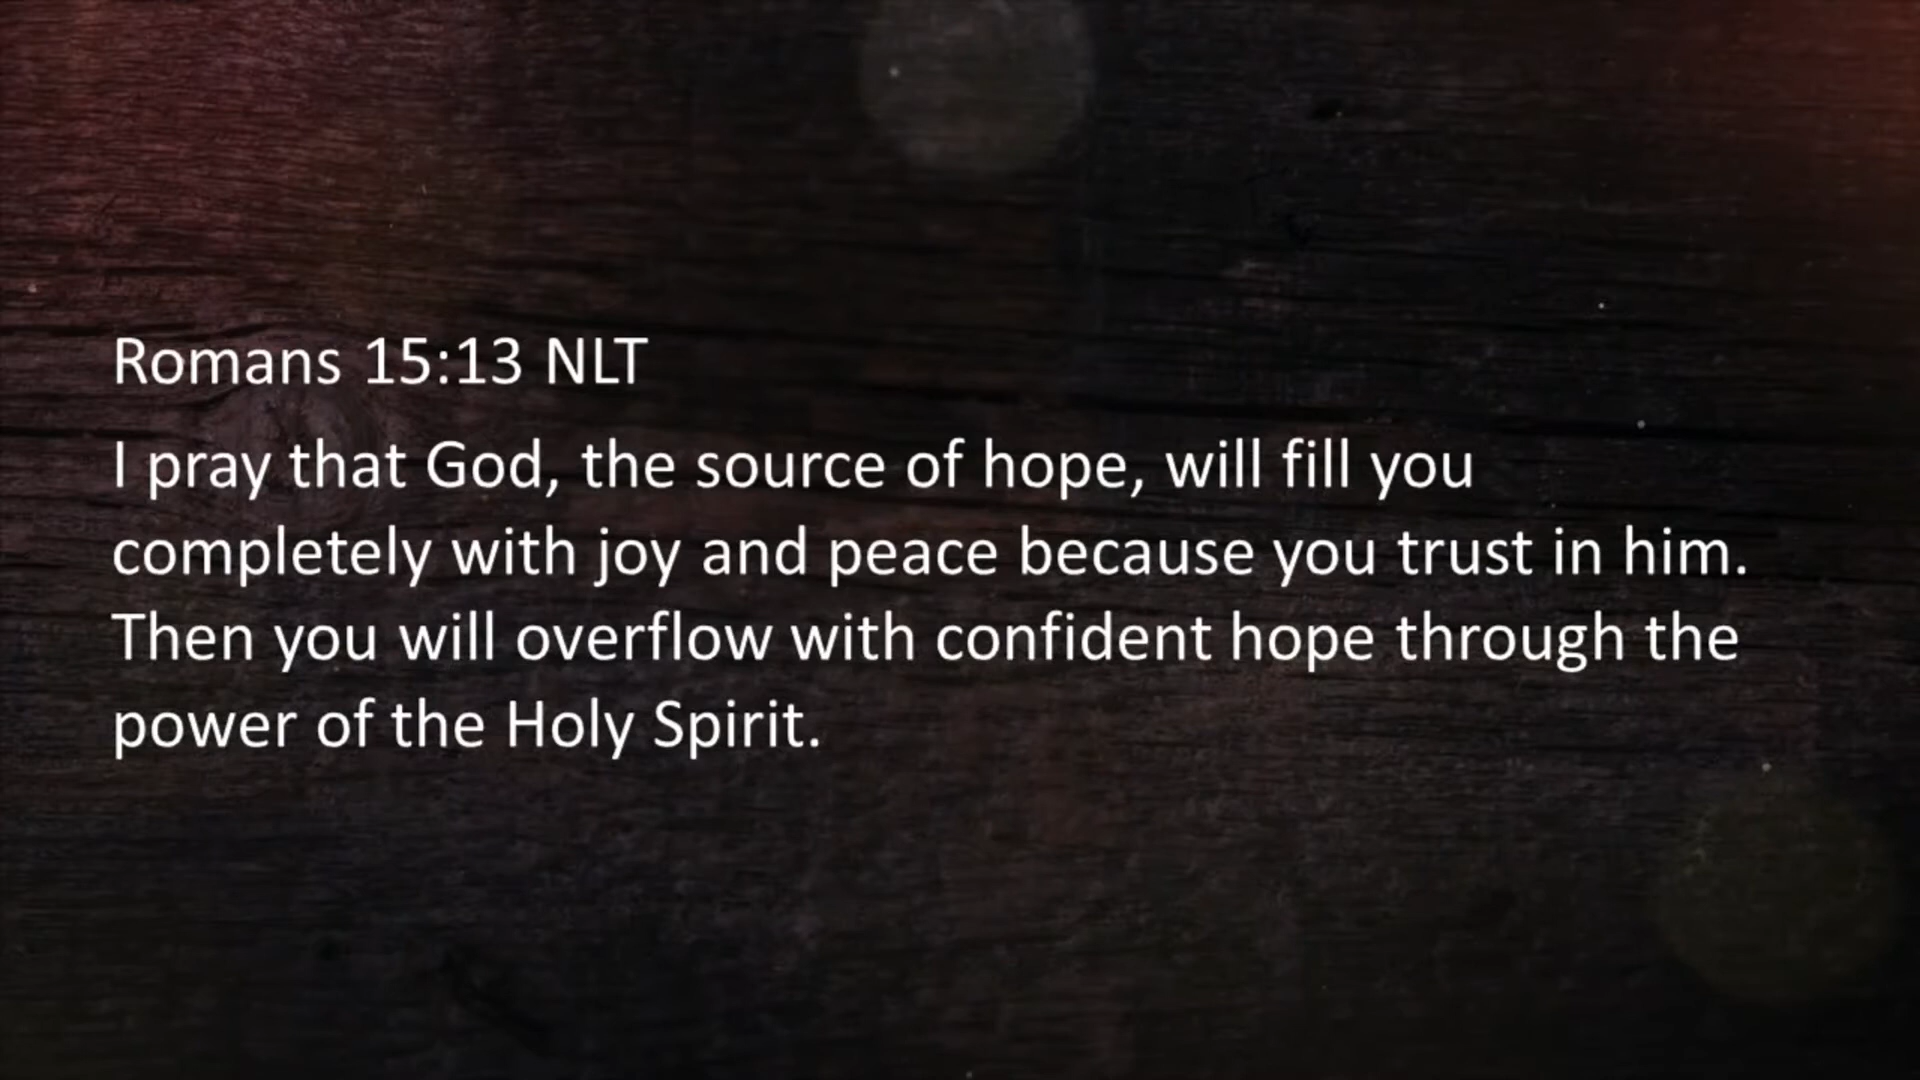 Romans 15:13 NLT
I pray that God, the source of hope, will fill you
completely with joy and peace because you trust in him.
Then you will overflow with confident hope through the
power of the Holy Spirit.